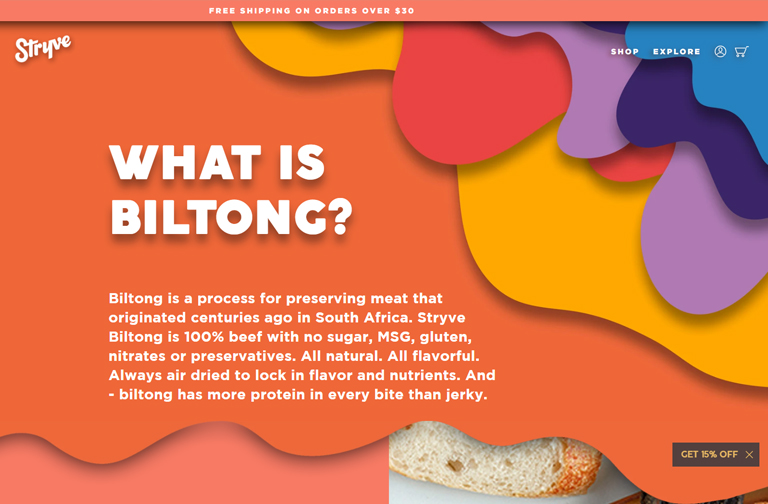 FREE SHIPPING ON ORDERS OVER $30
Stryve
SHOP EXPLORE
WHAT IS
BILTONG?
Biltong is a process for preserving meat that
originated centuries ago in South Africa. Stryve
Biltong is 100% beef with no sugar, MSG, gluten,
nitrates or preservatives. All natural. All flavorful.
Always air dried to lock in flavor and nutrients. And
- biltong has more protein in every bite than jerky.
GET 15% OFF